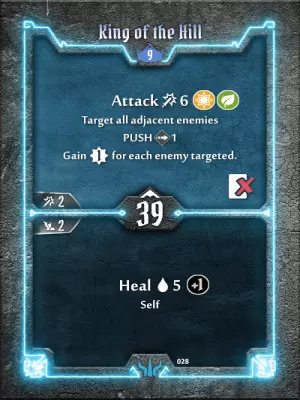 King of the Hill
9
Attack 6
Target all adjacent enemies
PUSH 1
Gain 1 for each enemy targeted.
2
39
2
Heal 5 +1
Self
028